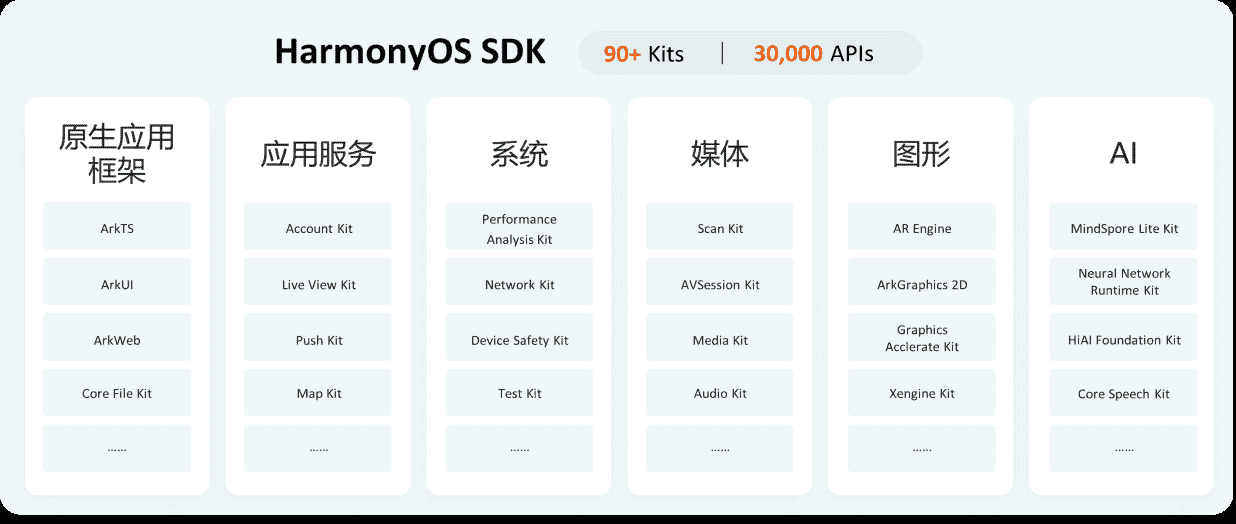 HarmonyOS SDK
90+ Kits | 30,000 APIs
原生应用
框架
ArkTS
ArkUI
ArkWeb
Core File Kit
……
应用服务
Account Kit
Live View Kit
Push Kit
Map Kit
……
系统
Performance
Analysis Kit
Network Kit
Device Safety Kit
Test Kit
……
媒体
Scan Kit
AVSession Kit
Media Kit
Audio Kit
……
图形
AR Engine
ArkGraphics 2D
Graphics
Acclerate Kit
Xengine Kit
……
AI
MindSpore Lite Kit
Neural Network
Runtime Kit
HiAI Foundation Kit
Core Speech Kit
……